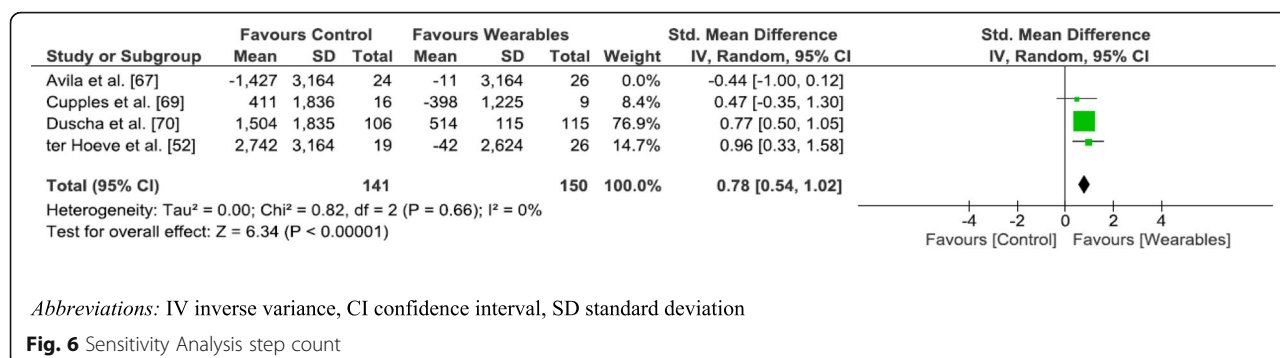 Favours Control Favours Wearables Std. Mean Difference Std. Mean Difference
Study or Subgroup Mean SD Total Mean SD Total Weight IV, Random, 95% CI IV, Random, 95% CI
Avila et al. [67] -1,427 3,164 24 -11 3,164 26 0.0% -0.44 [-1.00, 0.12]
Cupples et al. [69] 411 1,836 16 -398 1,225 9 8.4% 0.47 [-0.35, 1.30]
Duscha et al. [70] 1,504 1,835 106 514 115 115 76.9% 0.77 [0.50, 1.05]
ter Hoeve et al. [52] 2,742 3,164 19 -42 2,624 26 14.7% 0.96 [0.33, 1.58]
Total (95% CI) 141 150 100.0% 0.78 [0.54, 1.02]
Heterogeneity: Tau² = 0.00; Chi² = 0.82, df = 2 (P = 0.66); I² = 0%
Test for overall effect: Z = 6.34 (P < 0.00001)
-4 -2 0 2 4
Favours [Control] Favours [Wearables]
Abbreviations: IV inverse variance, CI confidence interval, SD standard deviation
Fig. 6 Sensitivity Analysis step count